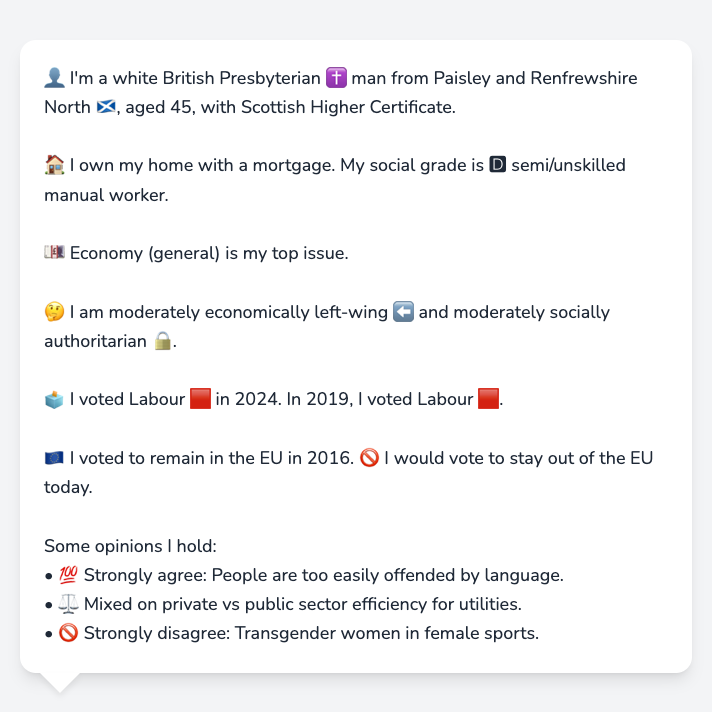 👤 I'm a white British Presbyterian ✝️ man from Paisley and Renfrewshire
North 🏴󠁧󠁢󠁳󠁣󠁴󠁿, aged 45, with Scottish Higher Certificate.
🏠 I own my home with a mortgage. My social grade is 🅳 semi/unskilled
manual worker.
💷 Economy (general) is my top issue.
🤔 I am moderately economically left-wing ⬅️ and moderately socially
authoritarian 🔒.
🗳️ I voted Labour 🟥 in 2024. In 2019, I voted Labour 🟥.
🇪🇺 I voted to remain in the EU in 2016. 🚫 I would vote to stay out of the EU
today.
Some opinions I hold:
• 💯 Strongly agree: People are too easily offended by language.
• ⚖️ Mixed on private vs public sector efficiency for utilities.
• 🚫 Strongly disagree: Transgender women in female sports.